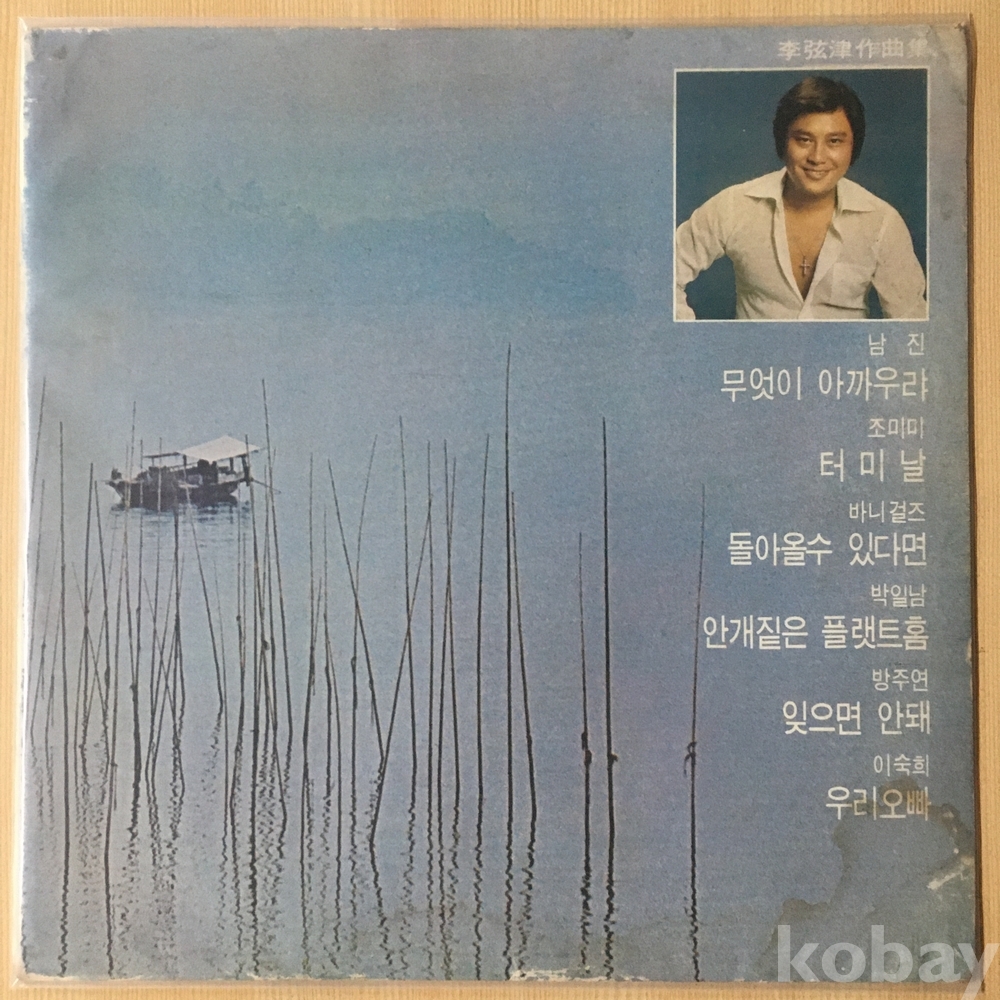 李弦津作曲集
남 진
무엇이 아까우랴
조미미
터 미 날
바니걸즈
돌아올수 있다면
박일남
안개짙은 플랫트홈
방주연
잊으면 안돼
이숙희
우리오빠
kobay